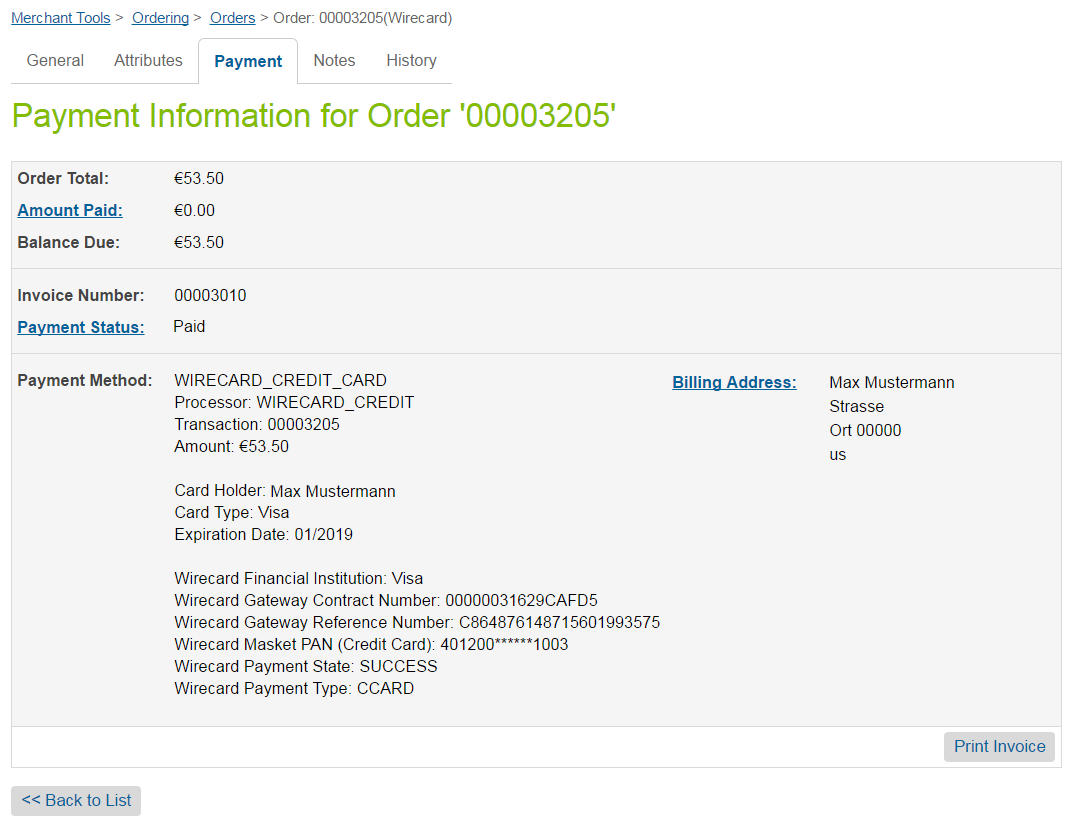 Merchant Tools > Ordering > Orders > Order: 00003205(Wirecard)
General Attributes Payment Notes History
Payment Information for Order '00003205'
Order Total: €53.50
Amount Paid: €0.00
Balance Due: €53.50
Invoice Number: 00003010
Payment Status: Paid
Payment Method: WIRECARD_CREDIT_CARD
Processor: WIRECARD_CREDIT
Transaction: 00003205
Amount: €53.50
Card Holder: Max Mustermann
Card Type: Visa
Expiration Date: 01/2019
Wirecard Financial Institution: Visa
Wirecard Gateway Contract Number: 00000031629CAFD5
Wirecard Gateway Reference Number: C864876148715601993575
Wirecard Masket PAN (Credit Card): 401200******1003
Wirecard Payment State: SUCCESS
Wirecard Payment Type: CCARD
Billing Address: Max Mustermann
Strasse
Ort 00000
us
Print Invoice
<< Back to List